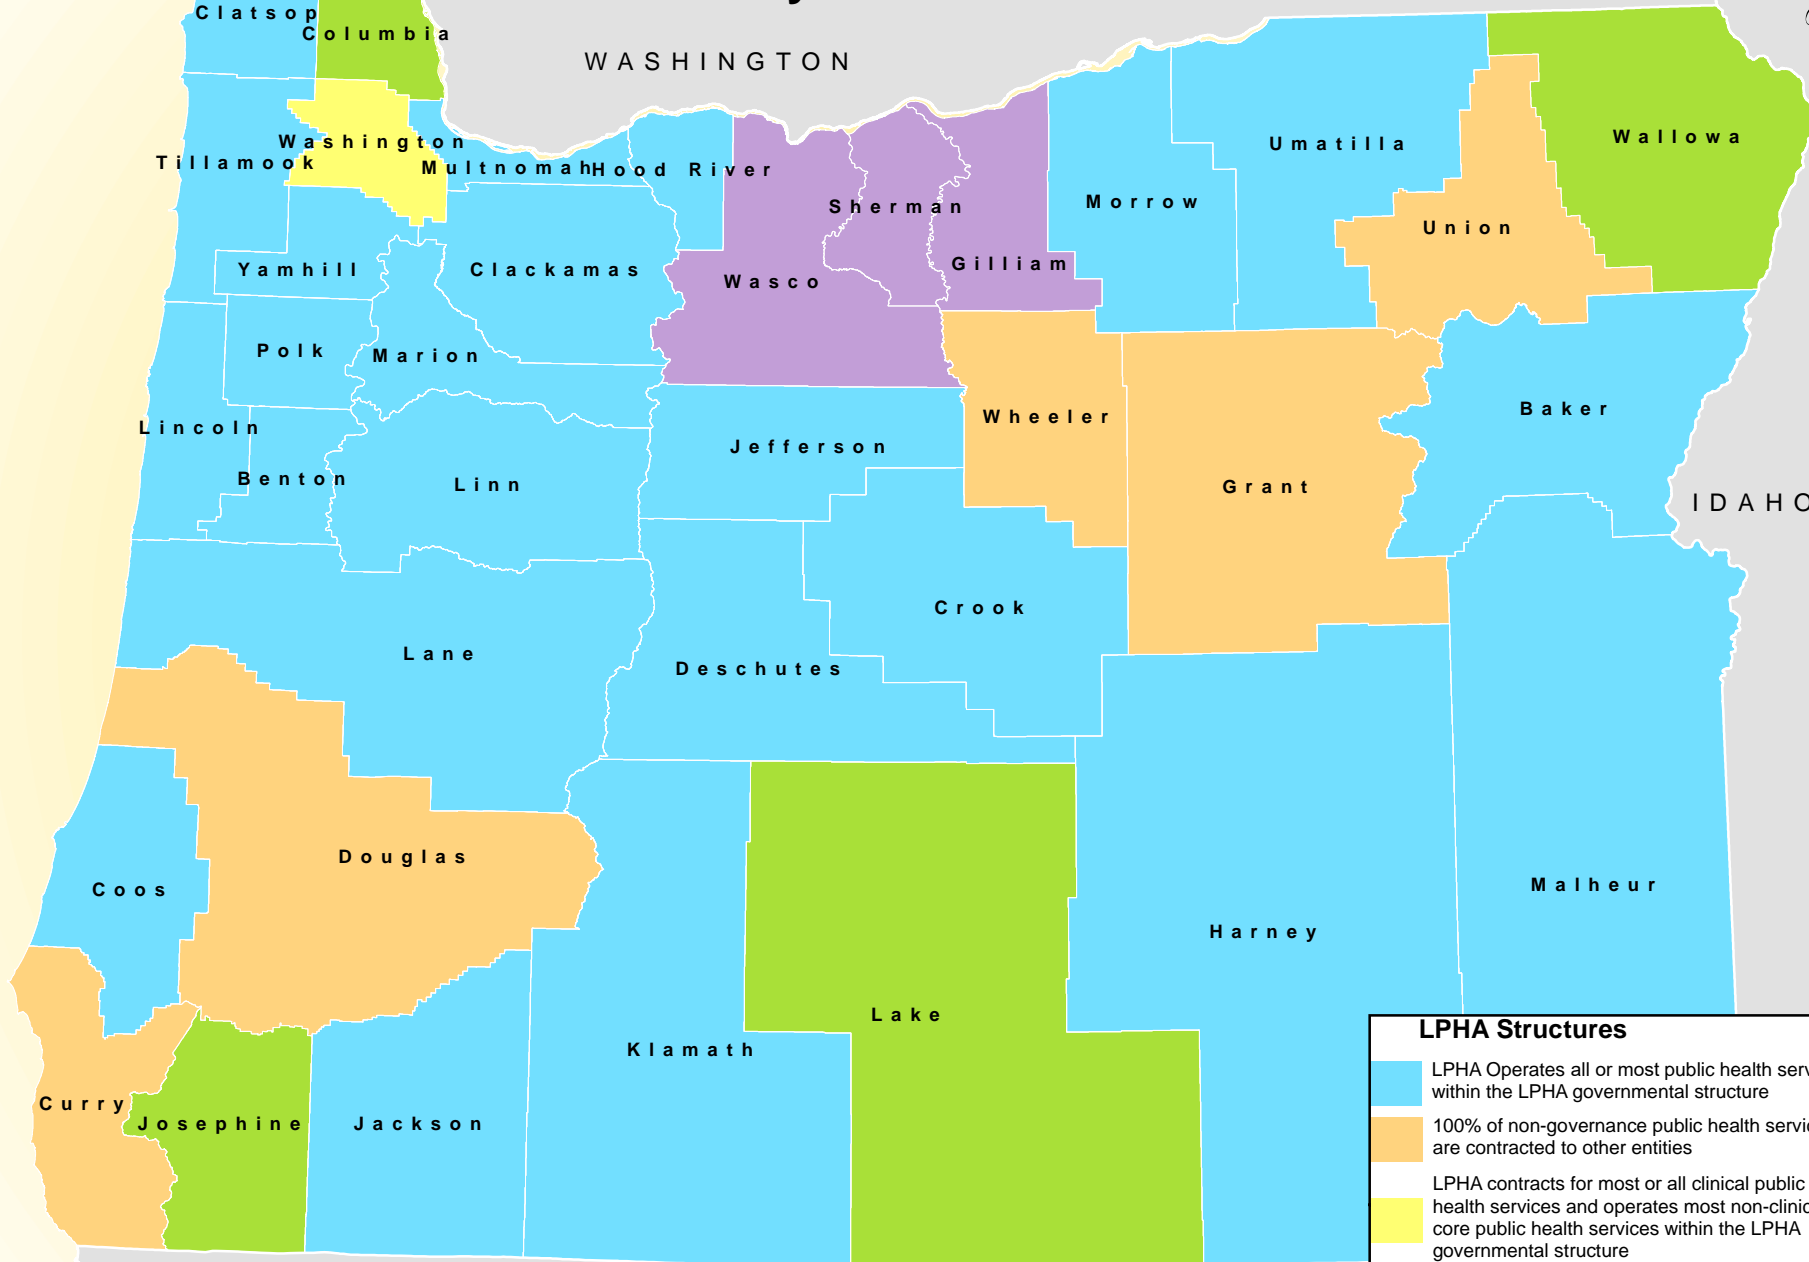 Clatsop
Columbia
WASHINGTON
Washington
Tillamook
Multnomah
Hood River
Umatilla
Wallowa
Sherman
Morrow
Union
Yamhill
Clackamas
Wasco
Gilliam
Polk
Marion
Lincoln
Wheeler
Baker
Jefferson
Benton
Linn
Grant
IDAHO
Crook
Lane
Deschutes
Douglas
Coos
Malheur
Harney
Lake
Klamath
Curry
Josephine
Jackson
LPHA Structures
LPHA Operates all or most public health serv
within the LPHA governmental structure
100% of non-governance public health servic
are contracted to other entities
LPHA contracts for most or all clinical public
health services and operates most non-clinic
core public health services within the LPHA
governmental structure